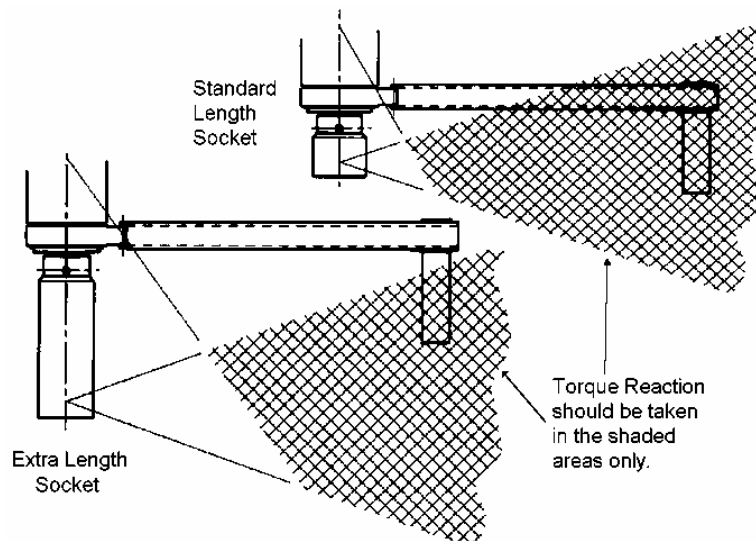 Standard
Length
Socket
Extra Length
Socket
Torque Reaction
should be taken
in the shaded
areas only.